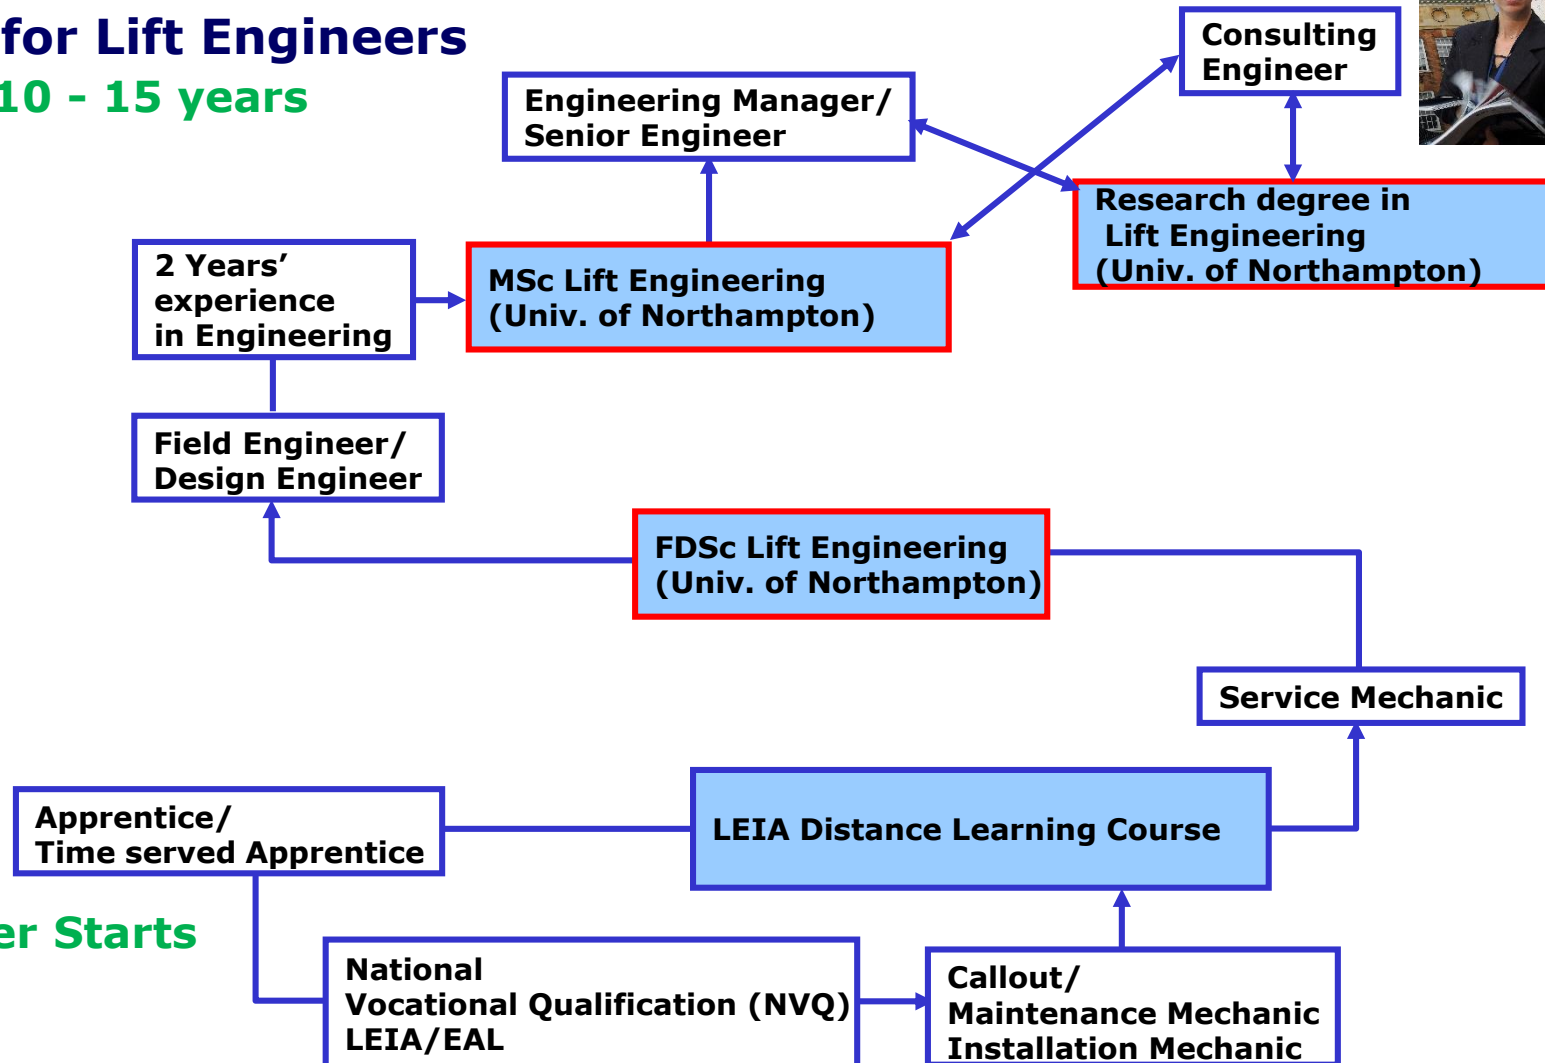 for Lift Engineers
10 - 15 years
Consulting
Engineer
Engineering Manager/
Senior Engineer
Research degree in
Lift Engineering
(Univ. of Northampton)
2 Years’
experience
in Engineering
MSc Lift Engineering
(Univ. of Northampton)
Field Engineer/
Design Engineer
FDSc Lift Engineering
(Univ. of Northampton)
Service Mechanic
Apprentice/
Time served Apprentice
LEIA Distance Learning Course
er Starts
National
Vocational Qualification (NVQ)
LEIA/EAL
Callout/
Maintenance Mechanic
Installation Mechanic